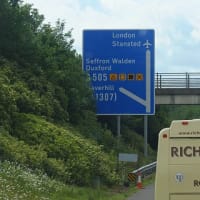 London
Stansted
Saffron Walden
Duxford
A505
Haverhill
(A1307)
RICH